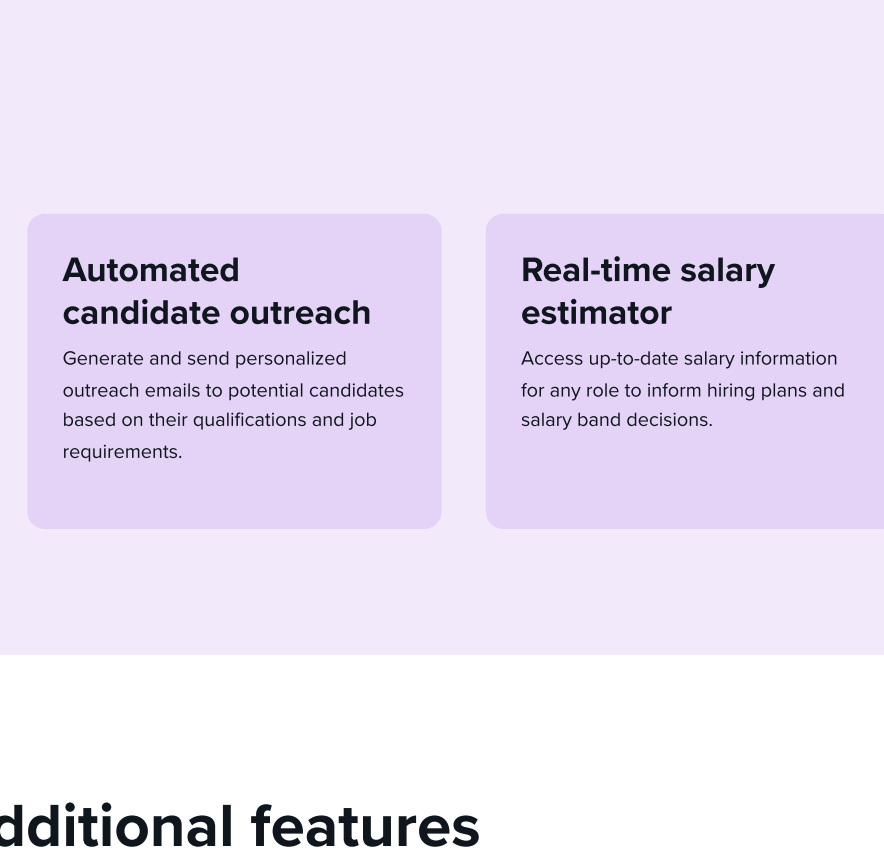 Automated
candidate outreach
Generate and send personalized
outreach emails to potential candidates
based on their qualifications and job
requirements.
Real-time salary
estimator
Access up-to-date salary information
for any role to inform hiring plans and
salary band decisions.
dditional features